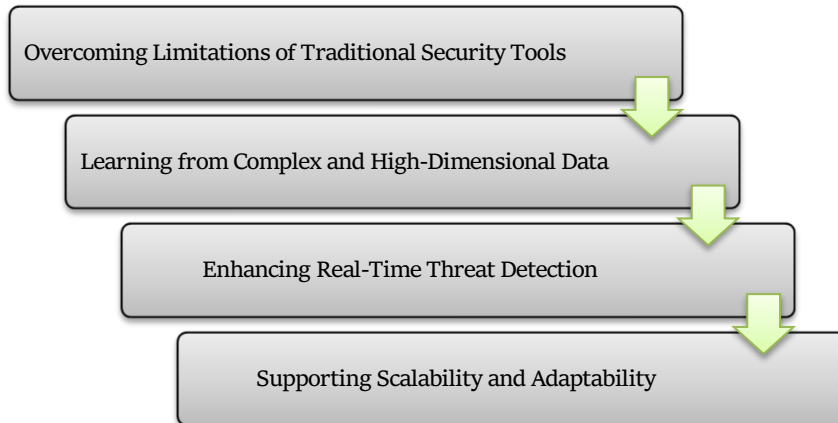 Overcoming Limitations of Traditional Security Tools
Learning from Complex and High-Dimensional Data
Enhancing Real-Time Threat Detection
Supporting Scalability and Adaptability